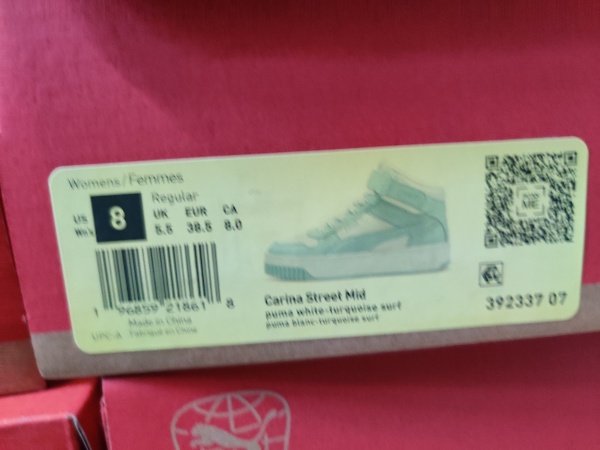 Womens/Femmes
Regular
US UK EUR CA
8 5.5 38.5 8.0
1 96859 21861 8
Made in China
UPC-A Fabriqué en Chine
Carina Street Mid
puma white-turquoise surf
puma blanc-turquoise surf
392337 07